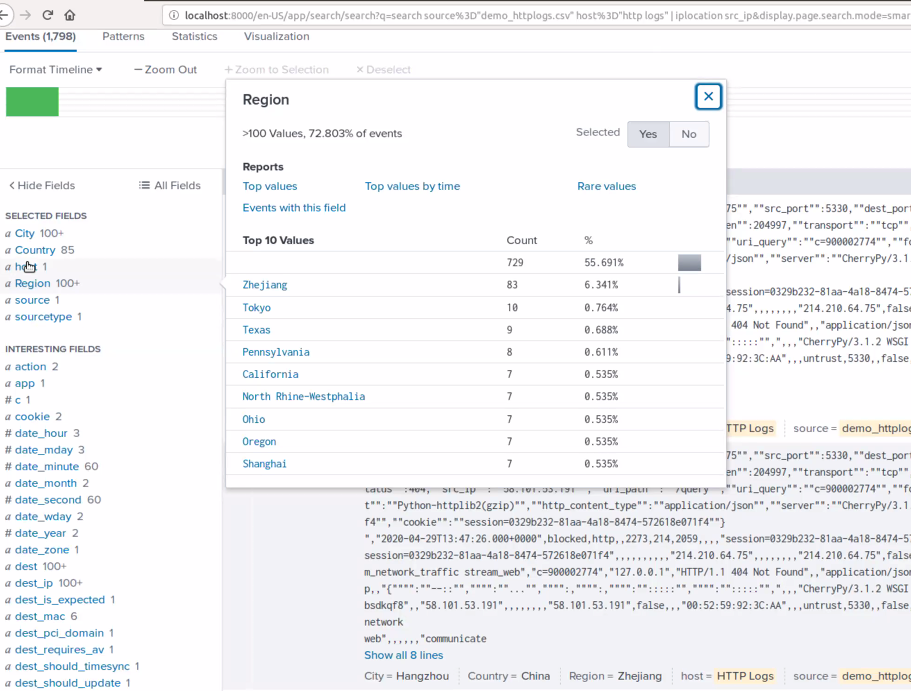 localhost:8000/en-US/app/search/search?q=search source%3D"demo_httplogs.csv" host%3D"http logs" | iplocation src_ip&display.page.search.mode=smar
Events (1,798) Patterns Statistics Visualization
Format Timeline — Zoom Out + Zoom to Selection × Deselect
Region
>100 Values, 72.803% of events Selected Yes No
Reports
Top values Top values by time Rare values
Events with this field
Top 10 Values Count %
729 55.691%
Zhejiang 83 6.341%
Tokyo 10 0.764%
Texas 9 0.688%
Pennsylvania 8 0.611%
California 7 0.535%
North Rhine-Westphalia 7 0.535%
Ohio 7 0.535%
Oregon 7 0.535%
Shanghai 7 0.535%
Hide Fields All Fields
SELECTED FIELDS
a City 100+
a Country 85
a host 1
a Region 100+
a source 1
a sourcetype 1
INTERESTING FIELDS
a action 2
a app 1
# c 1
a cookie 2
# date_hour 3
# date_mday 3
# date_minute 60
a date_month 2
# date_second 60
a date_wday 2
# date_year 2
a date_zone 1
a dest 100+
a dest_ip 100+
a dest_is_expected 1
a dest_mac 6
a dest_pci_domain 1
a dest_requires_av 1
a dest_should_timesync 1
a dest_should_update 1
75"",""src_port"":5330,""dest_port
en"":204997,""transport"":""tcp""
""uri_query"":""c=900002774"",""fo
/json"",""server"":""CherryPy/3.1.
session=0329b232-81aa-4a18-8474-57
4.75",,,,,,,,"214.210.64.75",false
404 Not Found",,"application/json
"":::::"","",,,"CherryPy/3.1.2 WSGI
9:92:3C:AA",,,untrust,5330,,false
HTTP Logs source = demo_httplog
75"",""src_port"":5330,""dest_port
en"":204997,""transport"":""tcp""
tatus"":404,""src_ip"":""58.101.53.191"",""uri_path"":""/query"",""uri_query"":""c=900002774"",""fo
t"":""Python-httplib2(gzip)"",""http_content_type"":""application/json"",""server"":""CherryPy/3.1
f4"",""cookie"":""session=0329b232-81aa-4a18-8474-572618e071f4""}
","2020-04-29T13:47:26.000+0000",blocked,http,,2273,214,2059,,,,"session=0329b232-81aa-4a18-8474-57
session=0329b232-81aa-4a18-8474-572618e071f4",,,,,,,,,,"214.210.64.75",,,,,,,,"214.210.64.75",false
m_network_traffic stream_web","c=900002774","127.0.0.1","HTTP/1.1 404 Not Found",,"application/json
p,,"{"""":""--::"","""":""..."","""":,"""":,"""":"":::::"","""":"":::::"","",,,"CherryPy/3.1.2 WSGI
bsdkqf8",,"58.101.53.191",,,,,,,,"58.101.53.191",false,,,"00:52:59:92:3C:AA",,,untrust,5330,,false
network
web",,,,,,"communicate
Show all 8 lines
City = Hangzhou Country = China Region = Zhejiang host = HTTP Logs source = demo_httplog